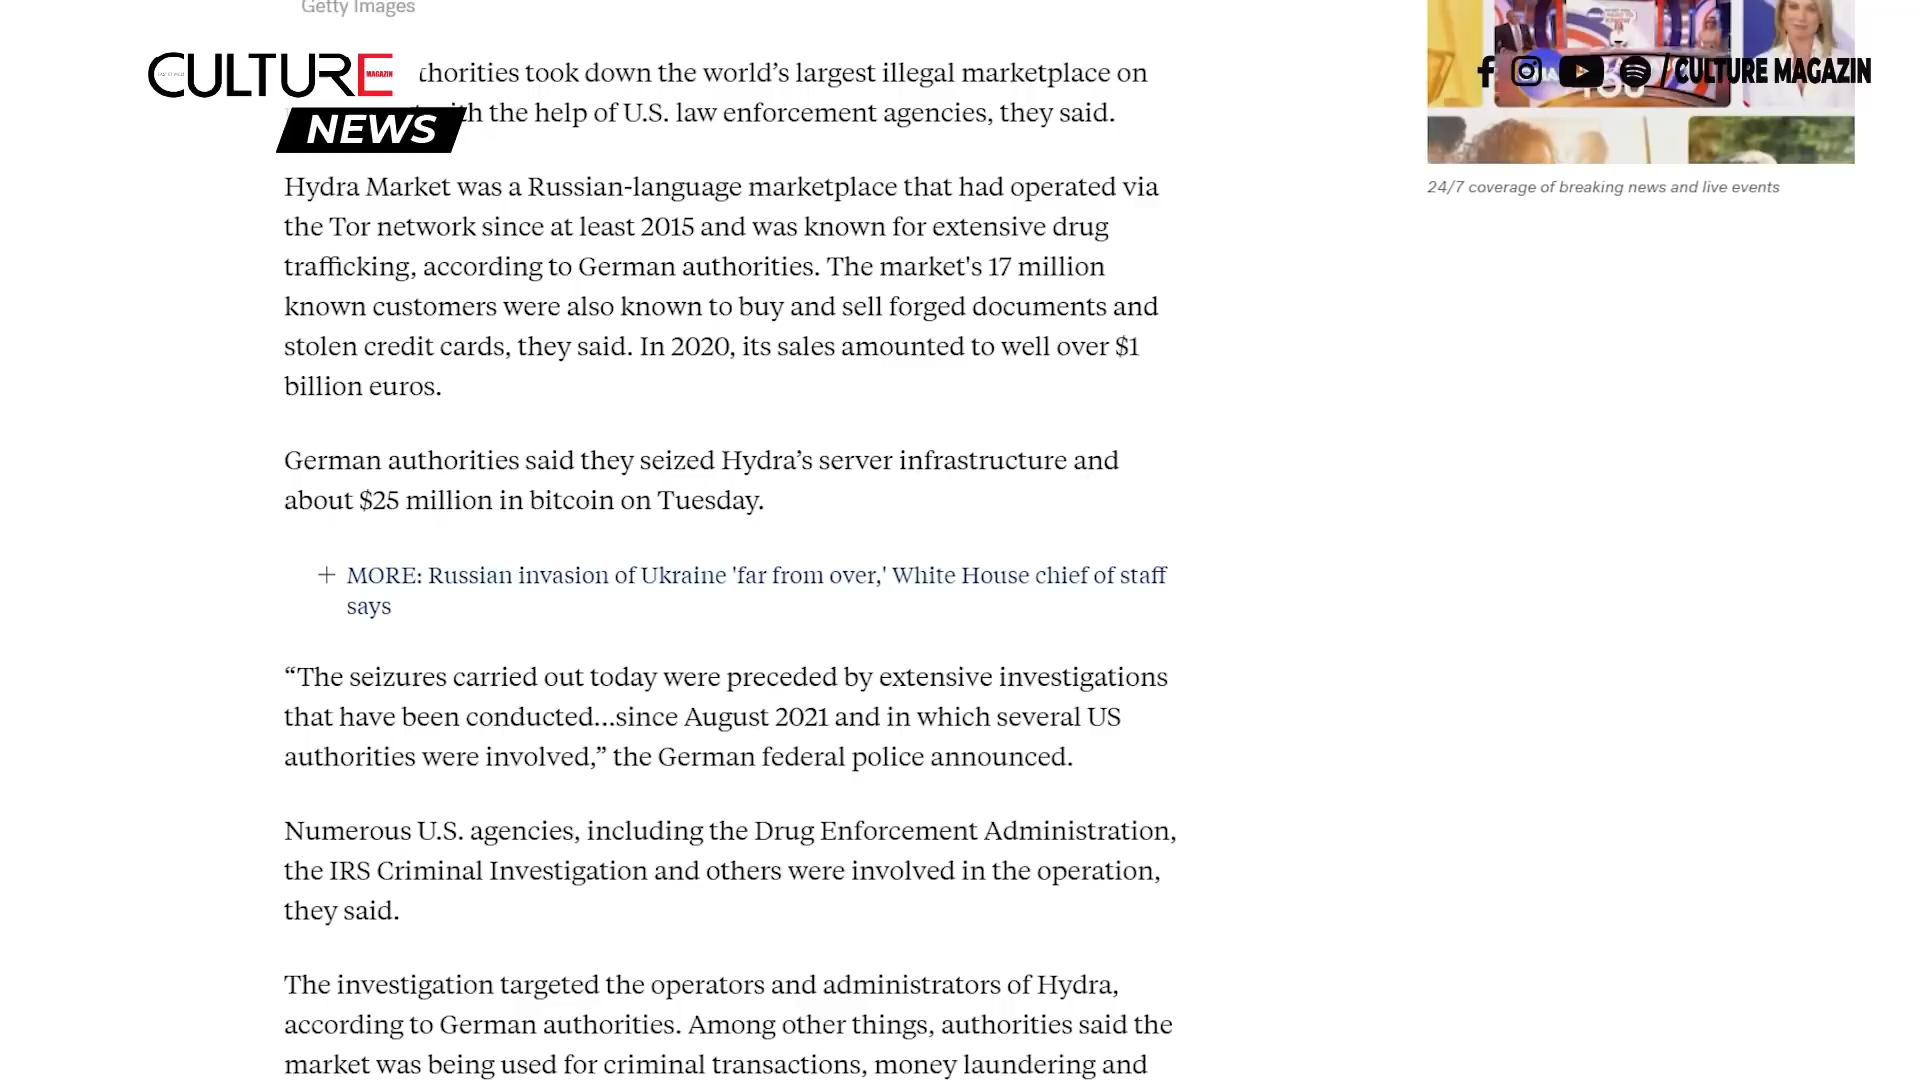 Getty Images
CULTURE
MAGAZIN
NEWS
thorities took down the world’s largest illegal marketplace on
with the help of U.S. law enforcement agencies, they said.
Hydra Market was a Russian-language marketplace that had operated via
the Tor network since at least 2015 and was known for extensive drug
trafficking, according to German authorities. The market's 17 million
known customers were also known to buy and sell forged documents and
stolen credit cards, they said. In 2020, its sales amounted to well over $1
billion euros.
German authorities said they seized Hydra’s server infrastructure and
about $25 million in bitcoin on Tuesday.
+ MORE: Russian invasion of Ukraine 'far from over,' White House chief of staff
says
“The seizures carried out today were preceded by extensive investigations
that have been conducted...since August 2021 and in which several US
authorities were involved,” the German federal police announced.
Numerous U.S. agencies, including the Drug Enforcement Administration,
the IRS Criminal Investigation and others were involved in the operation,
they said.
The investigation targeted the operators and administrators of Hydra,
according to German authorities. Among other things, authorities said the
market was being used for criminal transactions, money laundering and
/ CULTURE MAGAZIN
YOU
24/7 coverage of breaking news and live events